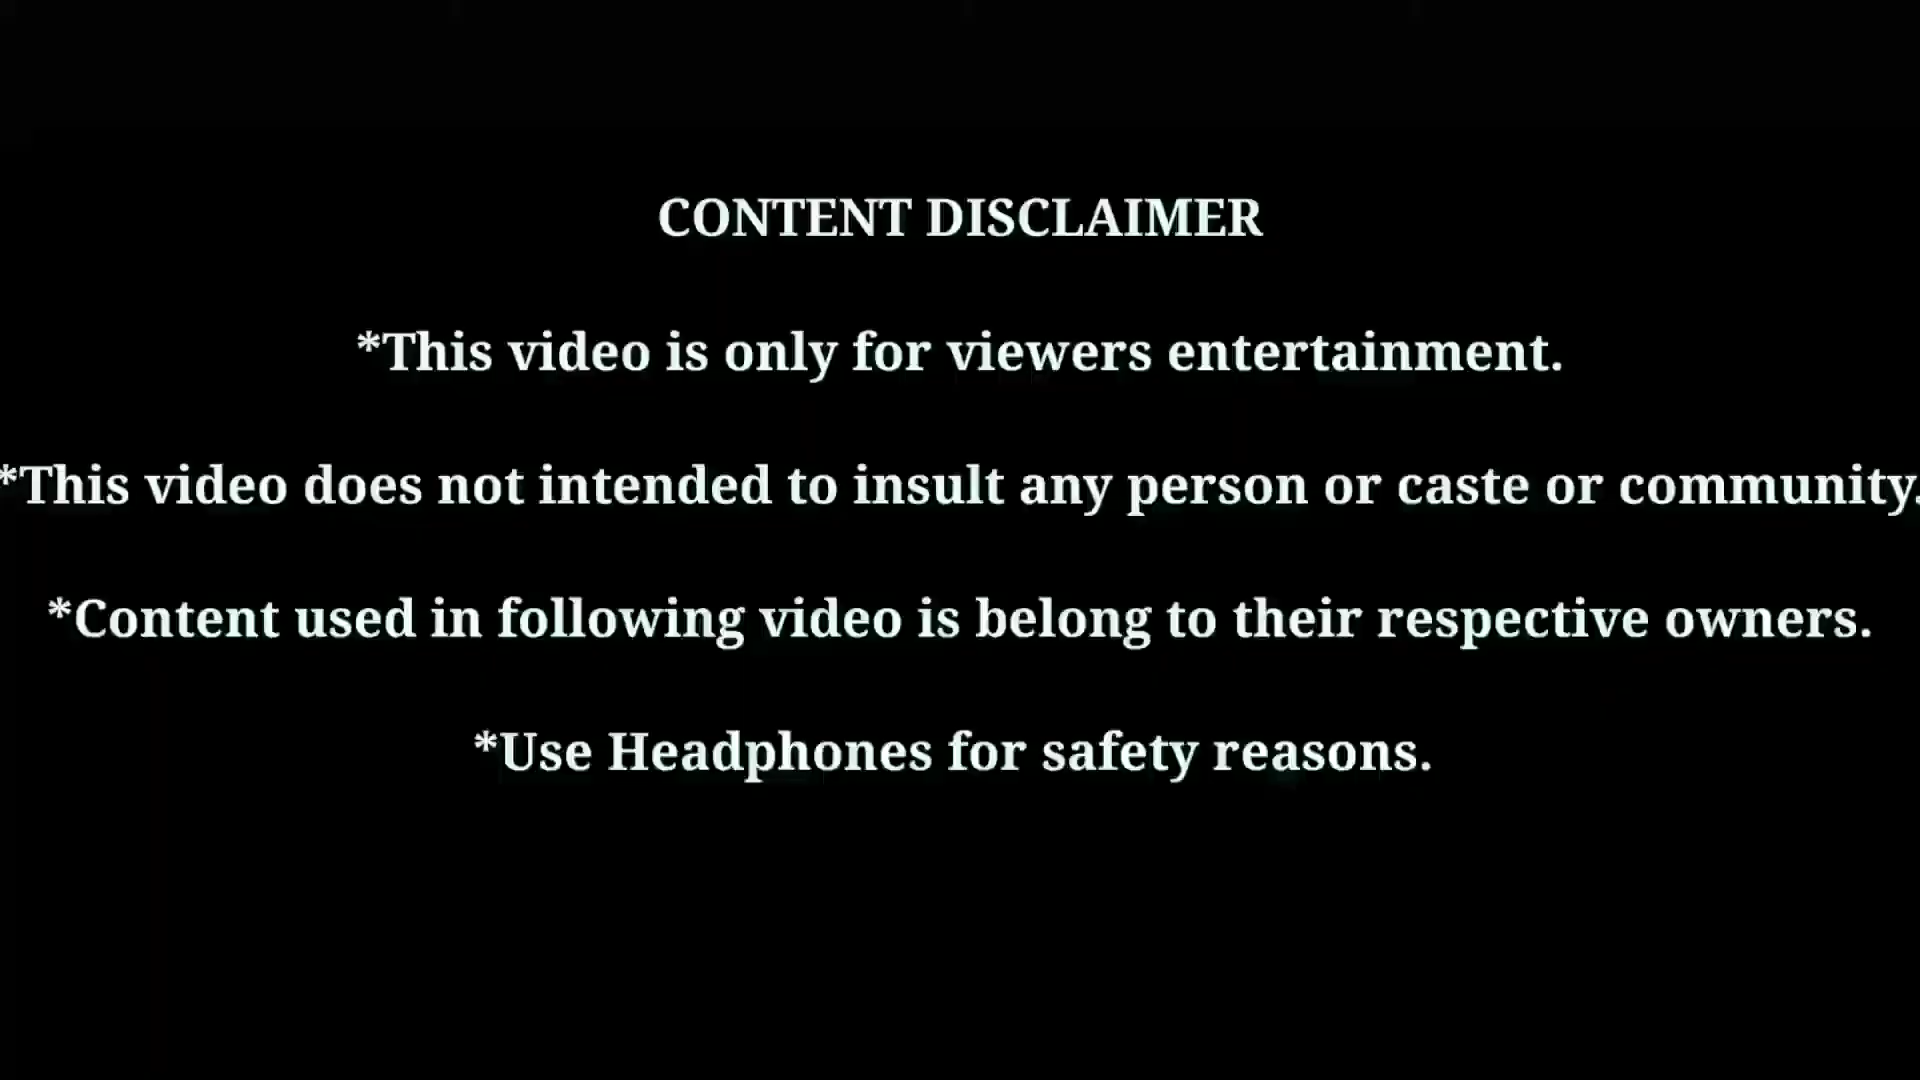 CONTENT DISCLAIMER
*This video is only for viewers entertainment.
*This video does not intended to insult any person or caste or community.
*Content used in following video is belong to their respective owners.
*Use Headphones for safety reasons.